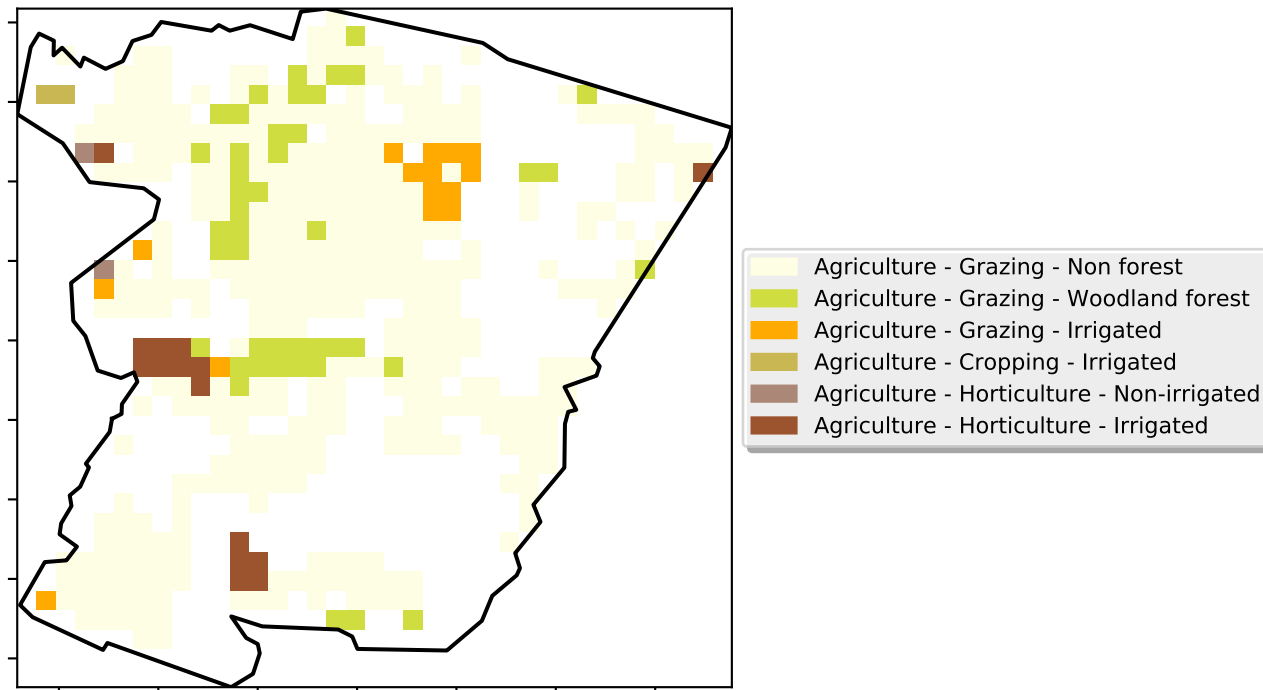 Agriculture - Grazing - Non forest
Agriculture - Grazing - Woodland forest
Agriculture - Grazing - Irrigated
Agriculture - Cropping - Irrigated
Agriculture - Horticulture - Non-irrigated
Agriculture - Horticulture - Irrigated